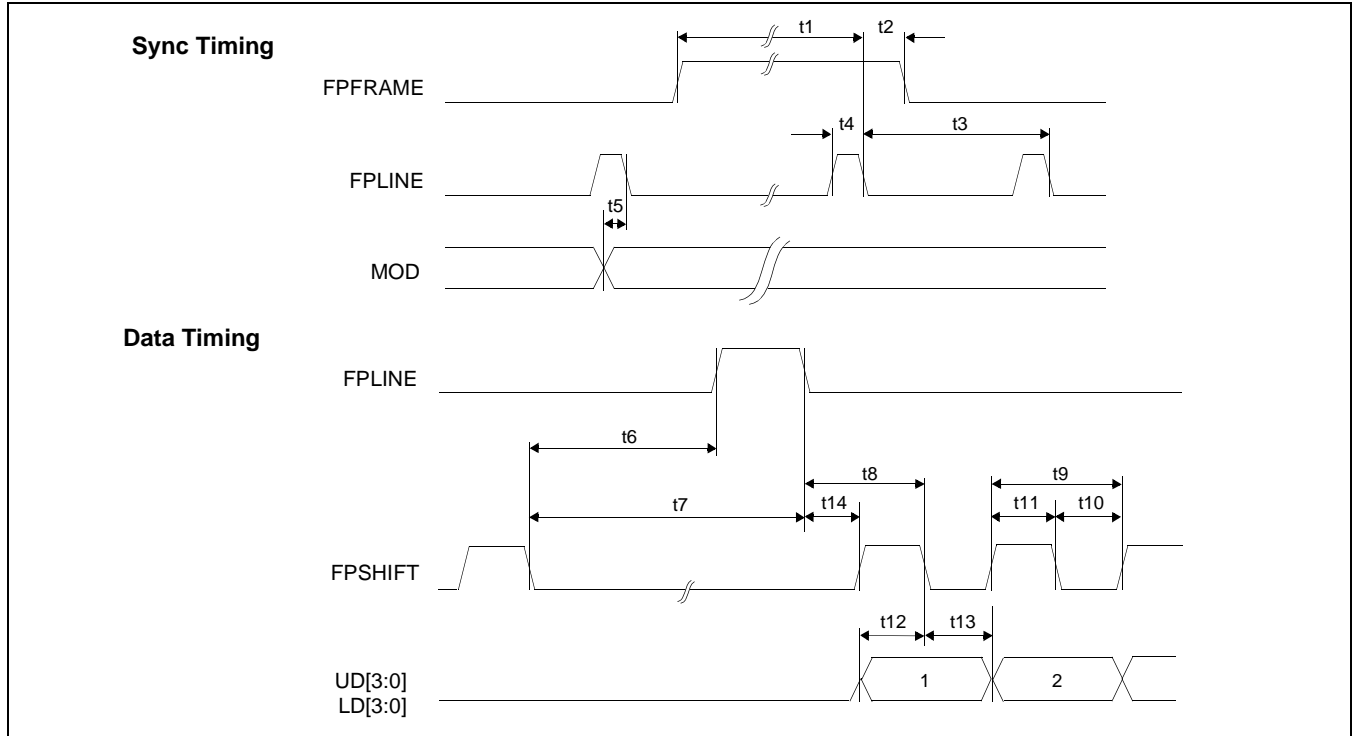 Sync Timing
t1
t2
FPFRAME
t4
t3
FPLINE
t5
MOD
Data Timing
FPLINE
t6
t8
t9
t7
t14
t11
t10
FPSHIFT
t12
t13
UD[3:0]
1
2
LD[3:0]